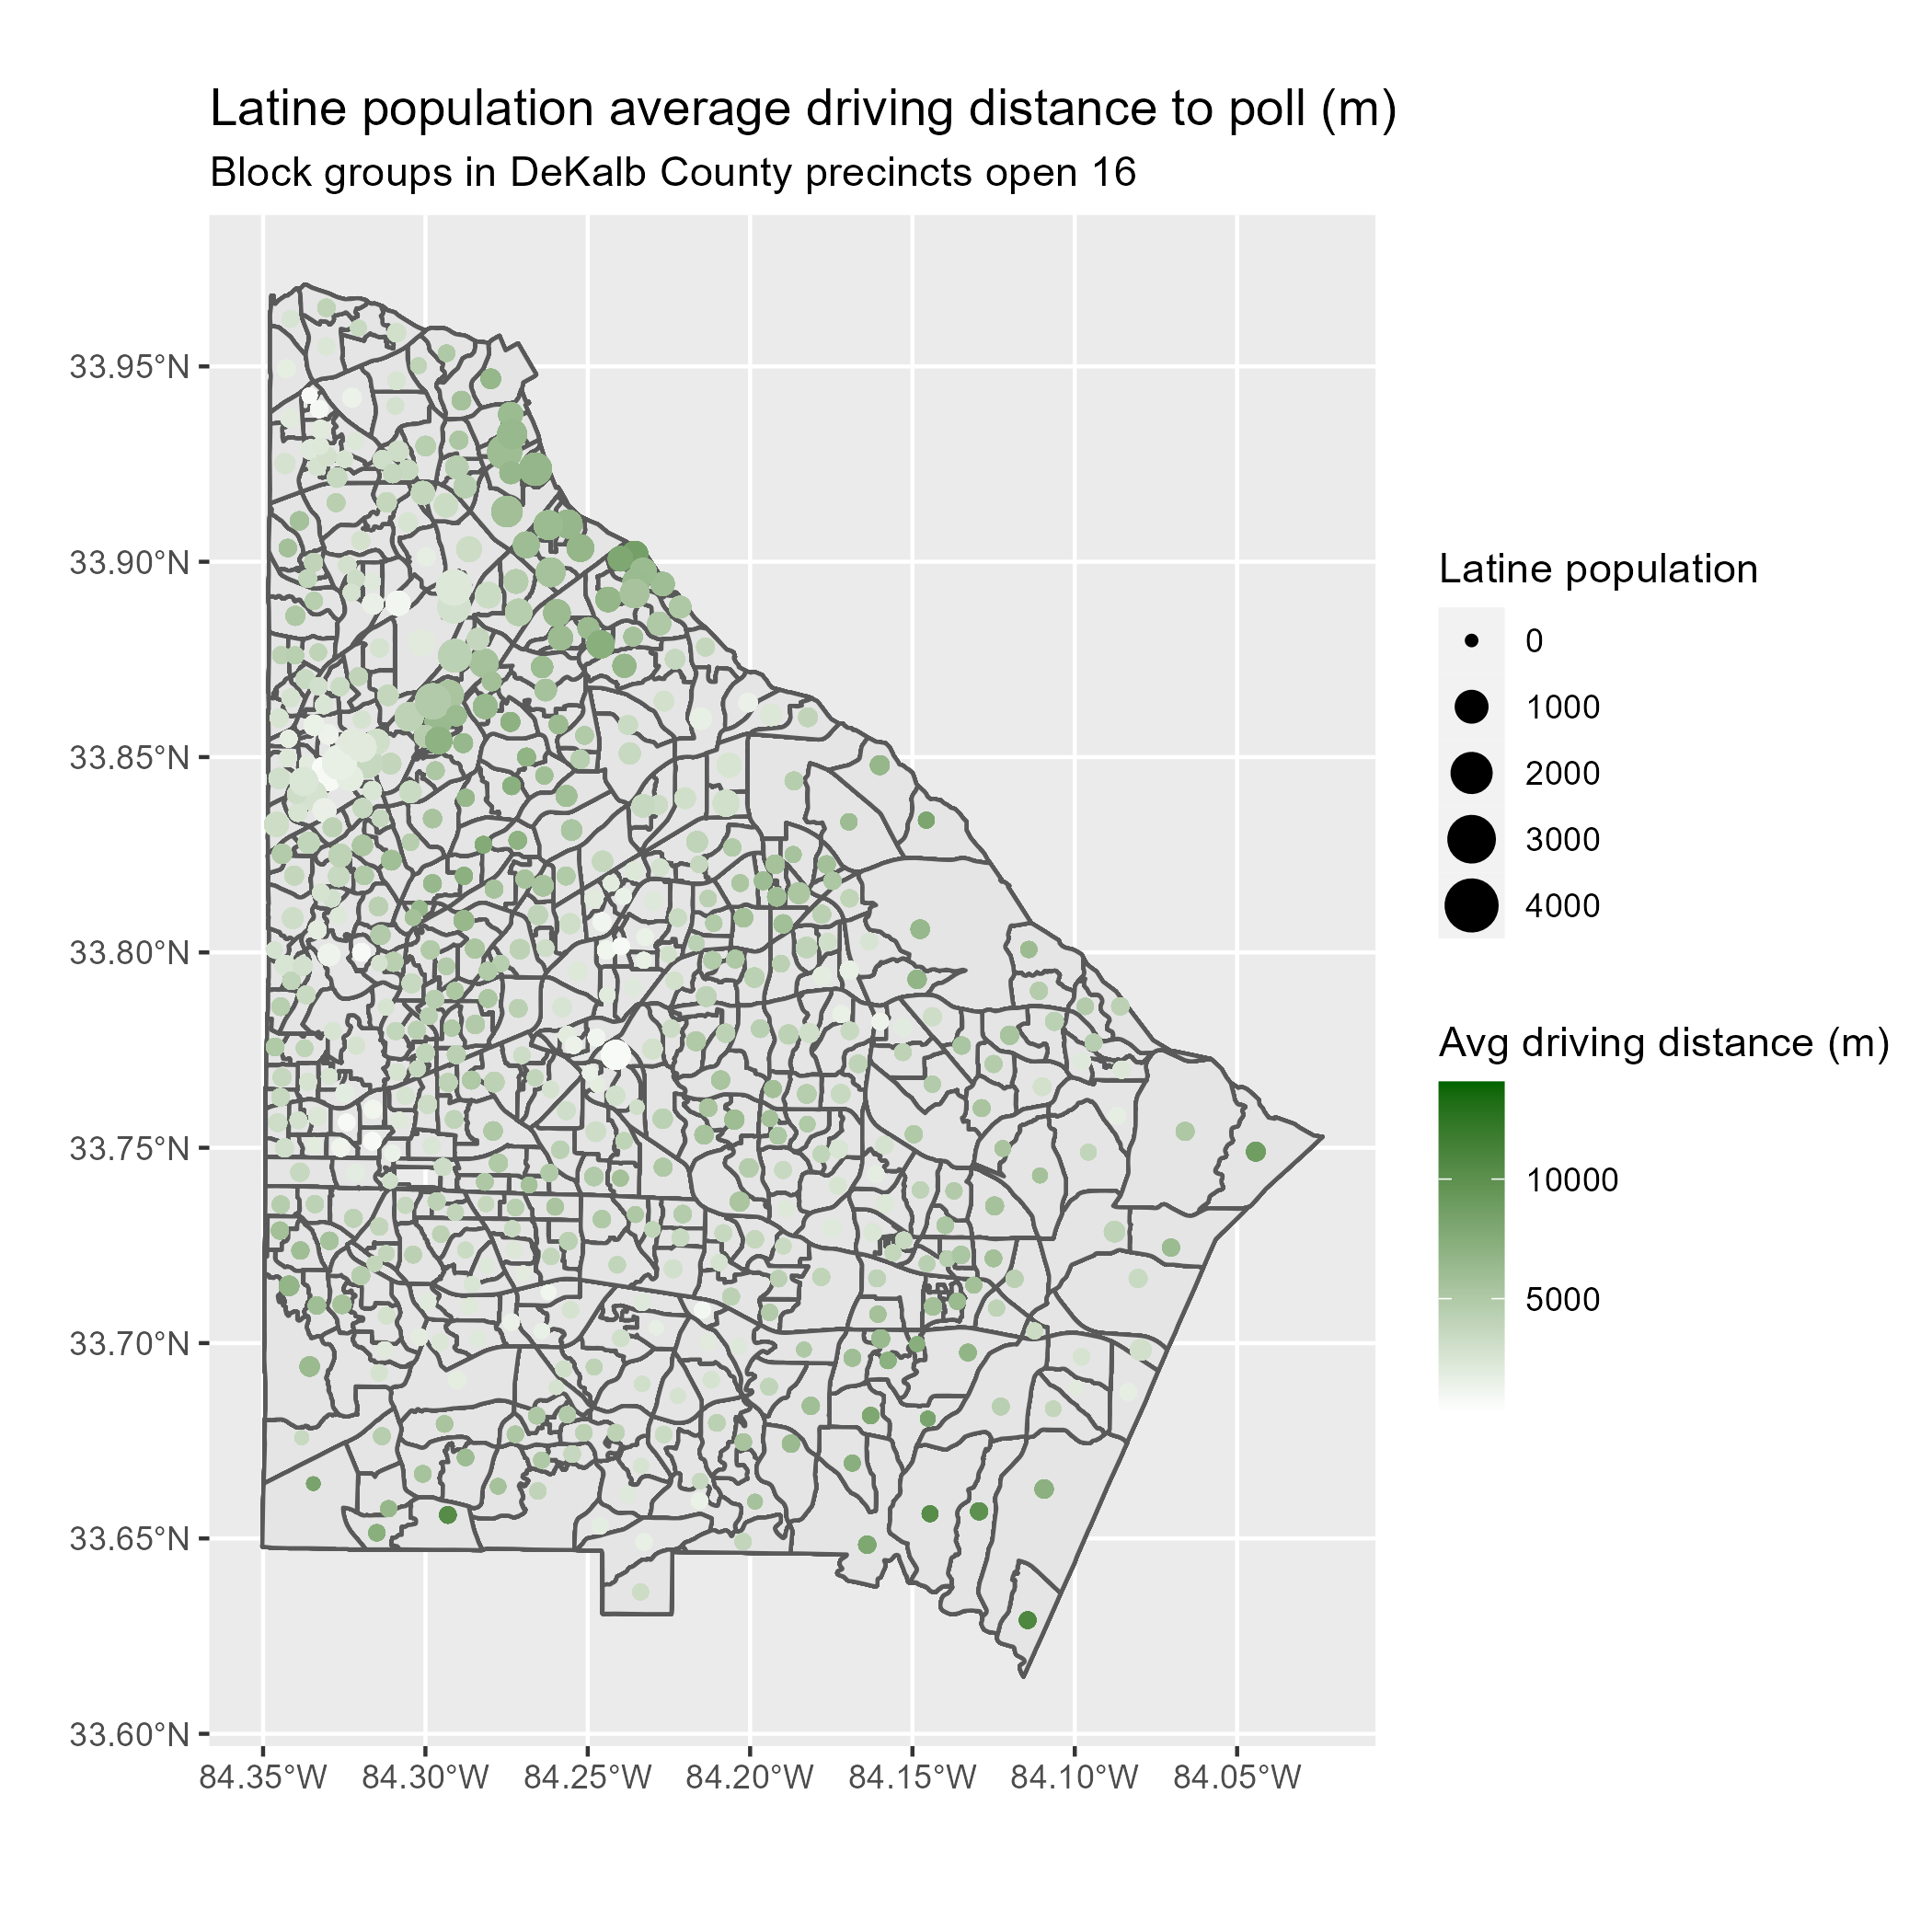 Latine population average driving distance to poll (m)
Block groups in DeKalb County precincts open 16
33.95°N
33.90°N
33.85°N
33.80°N
33.75°N
33.70°N
33.65°N
33.60°N
84.35°W 84.30°W 84.25°W 84.20°W 84.15°W 84.10°W 84.05°W
Latine population
0
1000
2000
3000
4000
Avg driving distance (m)
10000
5000